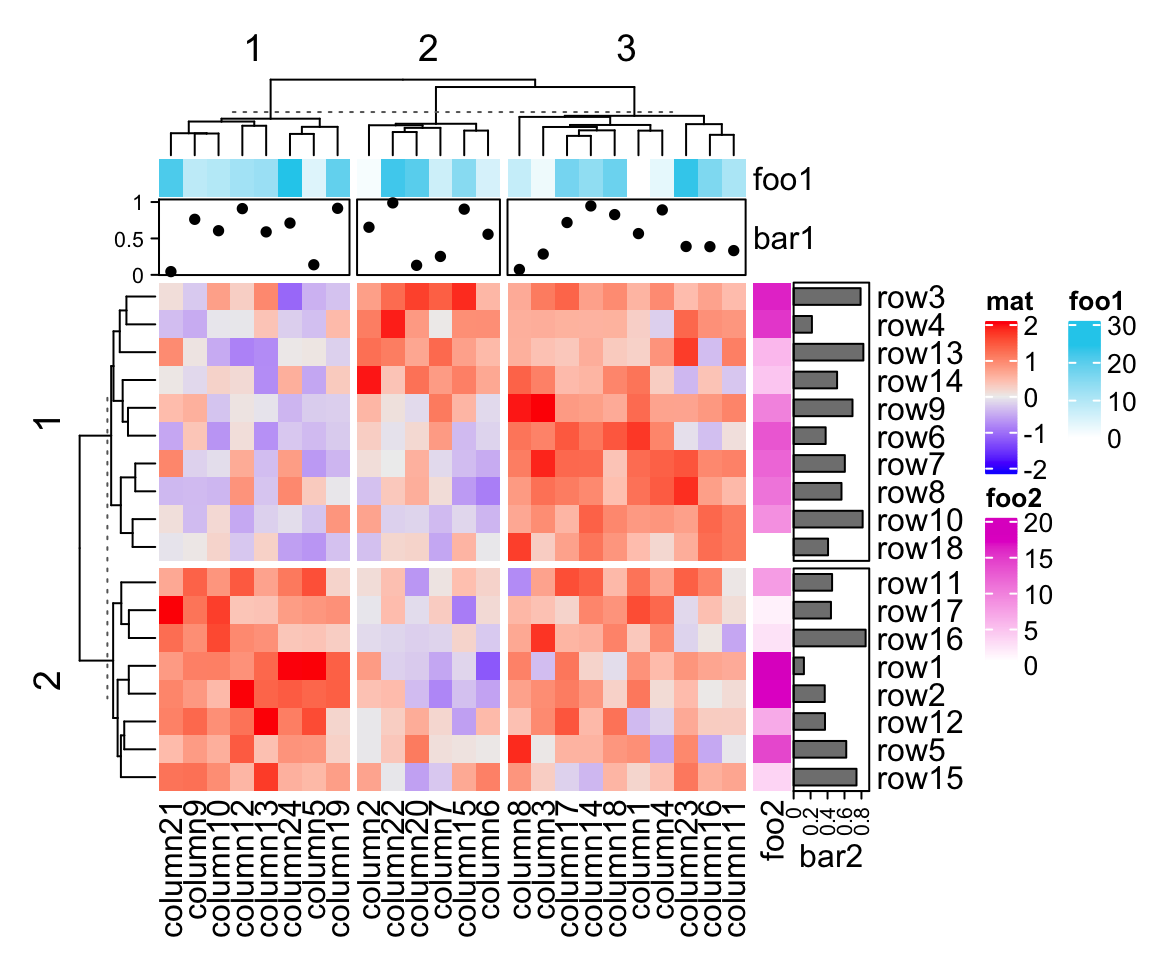 1 2 3
foo1
1
0.5
0
bar1
row3
row4
row13
row14
row9
row6
row7
row8
row10
row18
row11
row17
row16
row1
row2
row12
row5
row15
1
2
column21
column9
column10
column12
column13
column24
column5
column19
column2
column22
column20
column7
column15
column6
column8
column3
column17
column14
column18
column1
column4
column23
column16
column11
foo2
0
0.2
0.4
0.6
0.8
bar2
mat
2
1
0
-1
-2
foo1
30
20
10
0
foo2
20
15
10
5
0